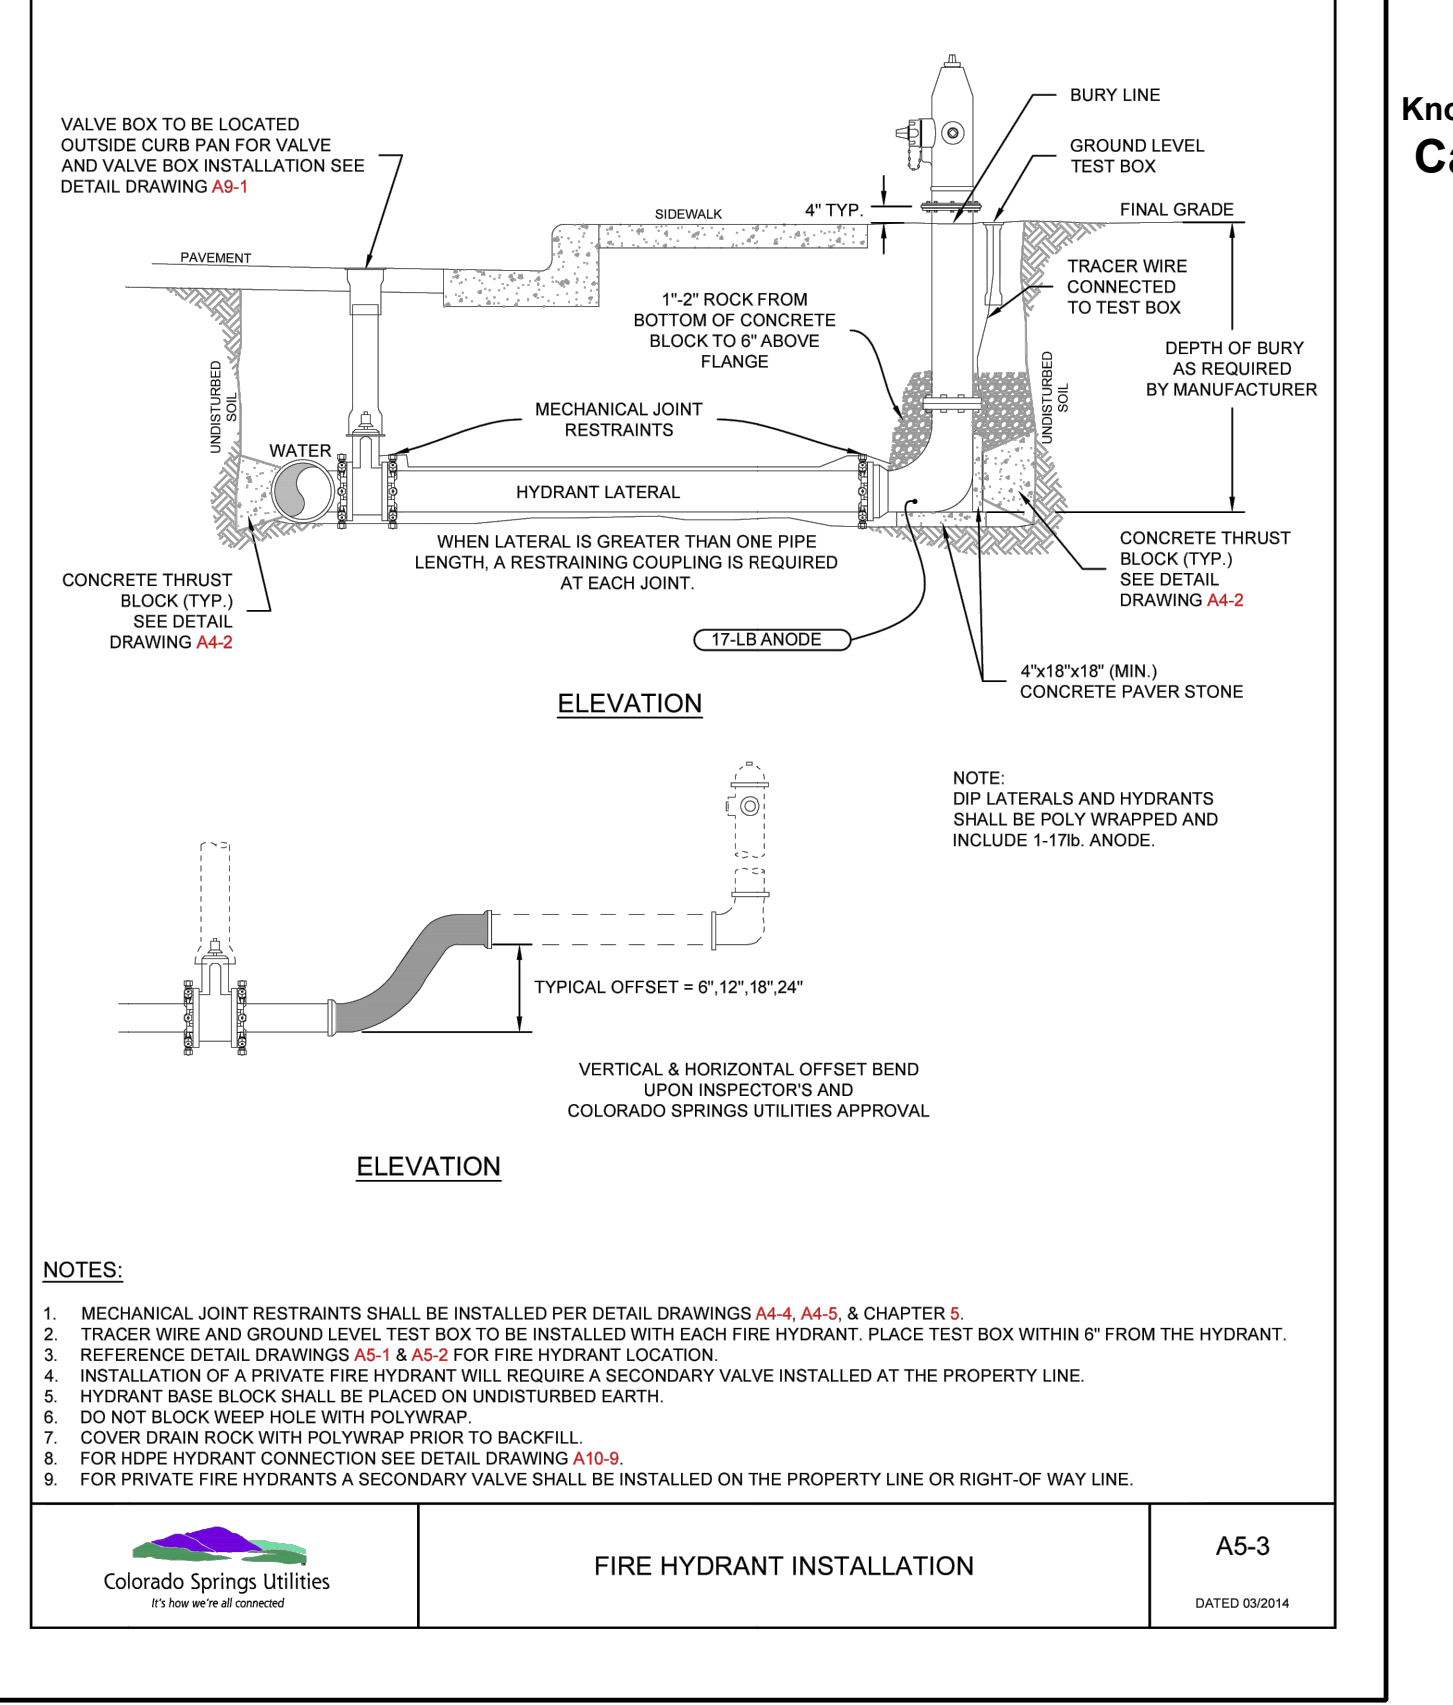 BURY LINE
Kno
Ca
VALVE BOX TO BE LOCATED
OUTSIDE CURB PAN FOR VALVE
AND VALVE BOX INSTALLATION SEE
DETAIL DRAWING A9-1
GROUND LEVEL
TEST BOX
4" TYP.
SIDEWALK
FINAL GRADE
PAVEMENT
TRACER WIRE
CONNECTED
TO TEST BOX
1"-2" ROCK FROM
BOTTOM OF CONCRETE
BLOCK TO 6" ABOVE
FLANGE
DEPTH OF BURY
AS REQUIRED
BY MANUFACTURER
UNDISTURBED
SOIL
UNDISTURBED
SOIL
MECHANICAL JOINT
RESTRAINTS
WATER
HYDRANT LATERAL
WHEN LATERAL IS GREATER THAN ONE PIPE
LENGTH, A RESTRAINING COUPLING IS REQUIRED
AT EACH JOINT.
CONCRETE THRUST
BLOCK (TYP.)
SEE DETAIL
DRAWING A4-2
CONCRETE THRUST
BLOCK (TYP.)
SEE DETAIL
DRAWING A4-2
17-LB ANODE
4"x18"x18" (MIN.)
CONCRETE PAVER STONE
ELEVATION
NOTE:
DIP LATERALS AND HYDRANTS
SHALL BE POLY WRAPPED AND
INCLUDE 1-17lb. ANODE.
TYPICAL OFFSET = 6",12",18",24"
VERTICAL & HORIZONTAL OFFSET BEND
UPON INSPECTOR'S AND
COLORADO SPRINGS UTILITIES APPROVAL
ELEVATION
NOTES:
1. MECHANICAL JOINT RESTRAINTS SHALL BE INSTALLED PER DETAIL DRAWINGS A4-4, A4-5, & CHAPTER 5.
2. TRACER WIRE AND GROUND LEVEL TEST BOX TO BE INSTALLED WITH EACH FIRE HYDRANT. PLACE TEST BOX WITHIN 6" FROM THE HYDRANT.
3. REFERENCE DETAIL DRAWINGS A5-1 & A5-2 FOR FIRE HYDRANT LOCATION.
4. INSTALLATION OF A PRIVATE FIRE HYDRANT WILL REQUIRE A SECONDARY VALVE INSTALLED AT THE PROPERTY LINE.
5. HYDRANT BASE BLOCK SHALL BE PLACED ON UNDISTURBED EARTH.
6. DO NOT BLOCK WEEP HOLE WITH POLYWRAP.
7. COVER DRAIN ROCK WITH POLYWRAP PRIOR TO BACKFILL.
8. FOR HDPE HYDRANT CONNECTION SEE DETAIL DRAWING A10-9.
9. FOR PRIVATE FIRE HYDRANTS A SECONDARY VALVE SHALL BE INSTALLED ON THE PROPERTY LINE OR RIGHT-OF WAY LINE.
Colorado Springs Utilities
It's how we're all connected
FIRE HYDRANT INSTALLATION
A5-3
DATED 03/2014